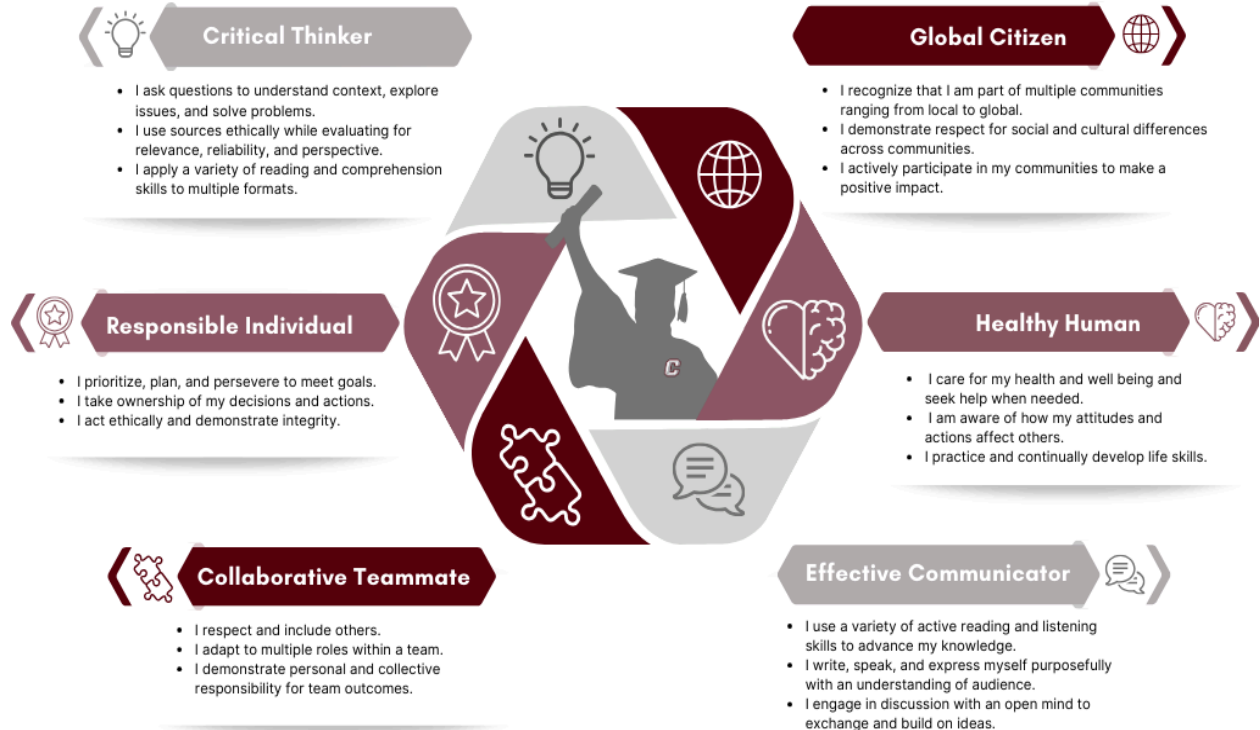 Critical Thinker
• I ask questions to understand context, explore
issues, and solve problems.
• I use sources ethically while evaluating for
relevance, reliability, and perspective.
• I apply a variety of reading and comprehension
skills to multiple formats.
Global Citizen
• I recognize that I am part of multiple communities
ranging from local to global.
• I demonstrate respect for social and cultural differences
across communities.
• I actively participate in my communities to make a
positive impact.
Responsible Individual
• I prioritize, plan, and persevere to meet goals.
• I take ownership of my decisions and actions.
• I act ethically and demonstrate integrity.
C
Healthy Human
• I care for my health and well being and
seek help when needed.
• I am aware of how my attitudes and
actions affect others.
• I practice and continually develop life skills.
Collaborative Teammate
• I respect and include others.
• I adapt to multiple roles within a team.
• I demonstrate personal and collective
responsibility for team outcomes.
Effective Communicator
• I use a variety of active reading and listening
skills to advance my knowledge.
• I write, speak, and express myself purposefully
with an understanding of audience.
• I engage in discussion with an open mind to
exchange and build on ideas.